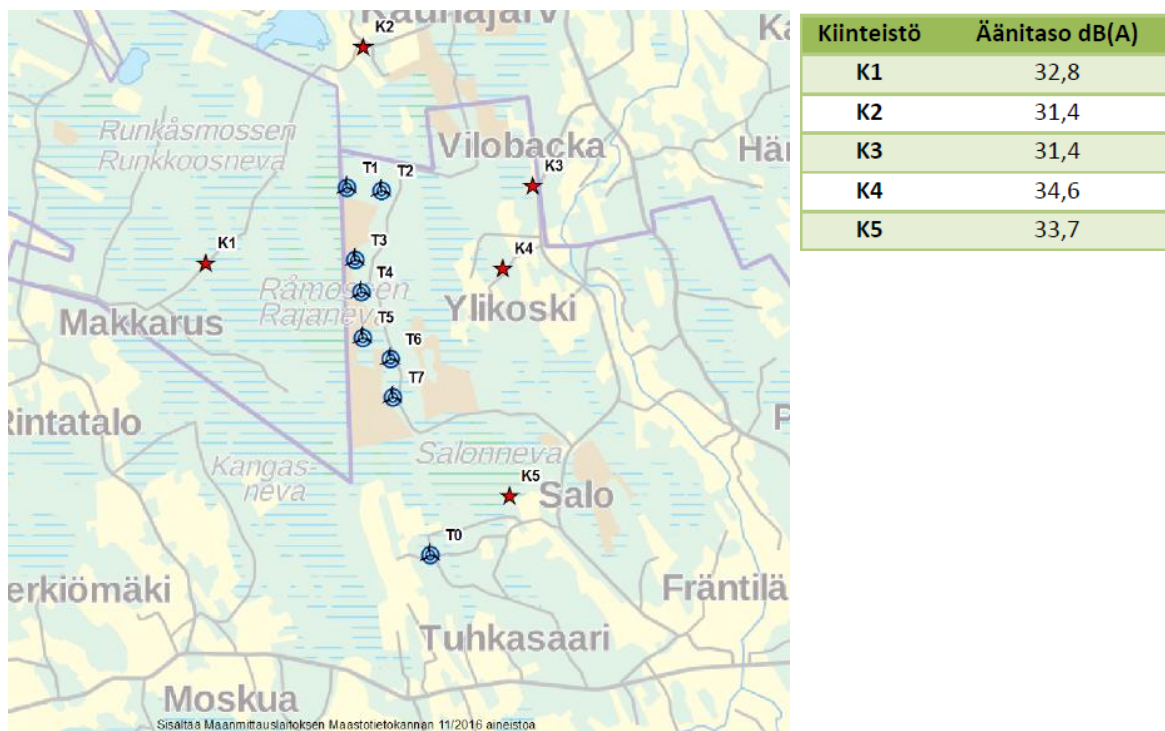 Kaunajärv
K2
Ka
Runkåsmossen
Runkkoosneva
Vilobacka
Här
T1
T2
K3
K1
T3
K4
T4
Råmossen
Rajaneva
Ylikoski
Makkarus
T5
T6
T7
Rintatalo
P
Salonneva
Kangas-
neva
K5
Salo
T0
erkiömäki
Fräntilä
Tuhkasaari
Moskua
Sisältää Maanmittauslaitoksen Maastotietokannan 11/2016 aineistoa
Kiinteistö Äänitaso dB(A)
K1 32,8
K2 31,4
K3 31,4
K4 34,6
K5 33,7